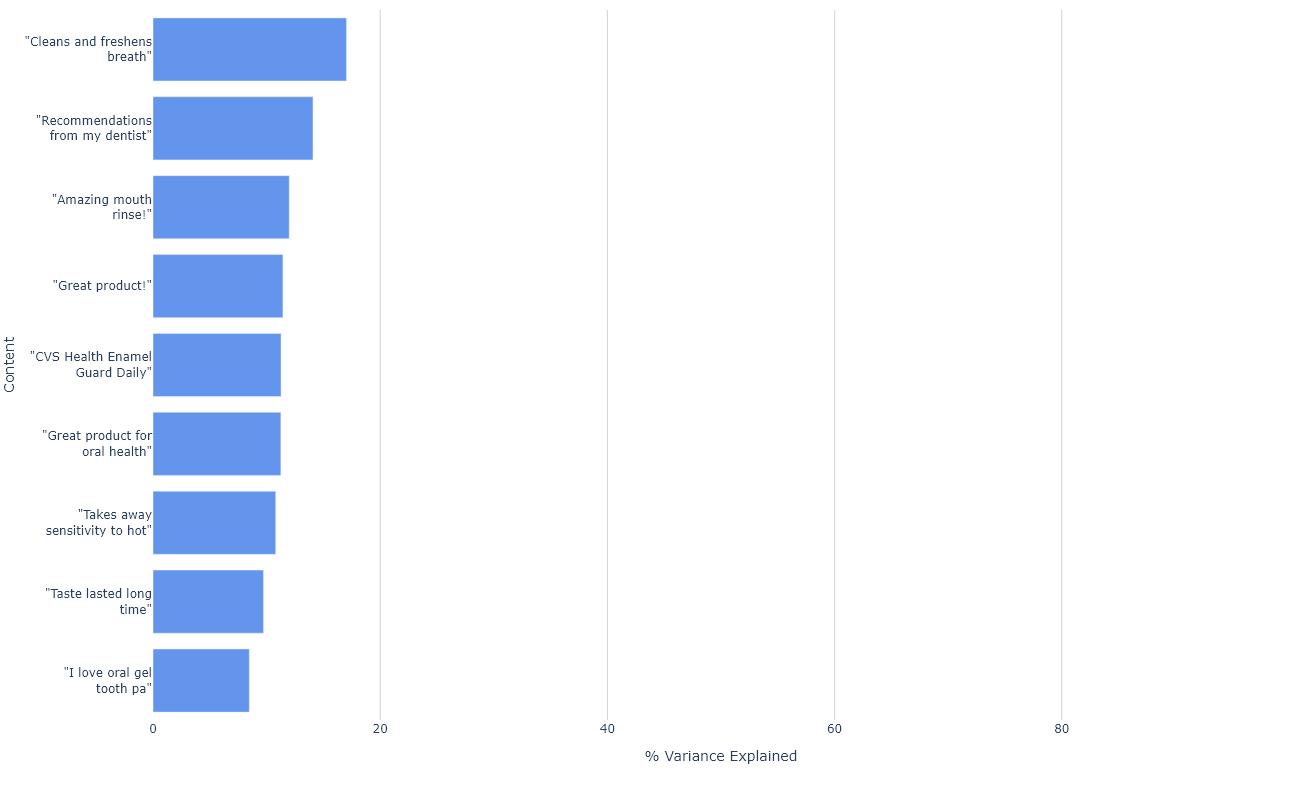 "Cleans and freshens
breath"
"Recommendations
from my dentist"
"Amazing mouth
rinse!"
"Great product!"
"CVS Health Enamel
Guard Daily"
"Great product for
oral health"
"Takes away
sensitivity to hot"
"Taste lasted long
time"
"I love oral gel
tooth pa"
Content
0 20 40 60 80
% Variance Explained